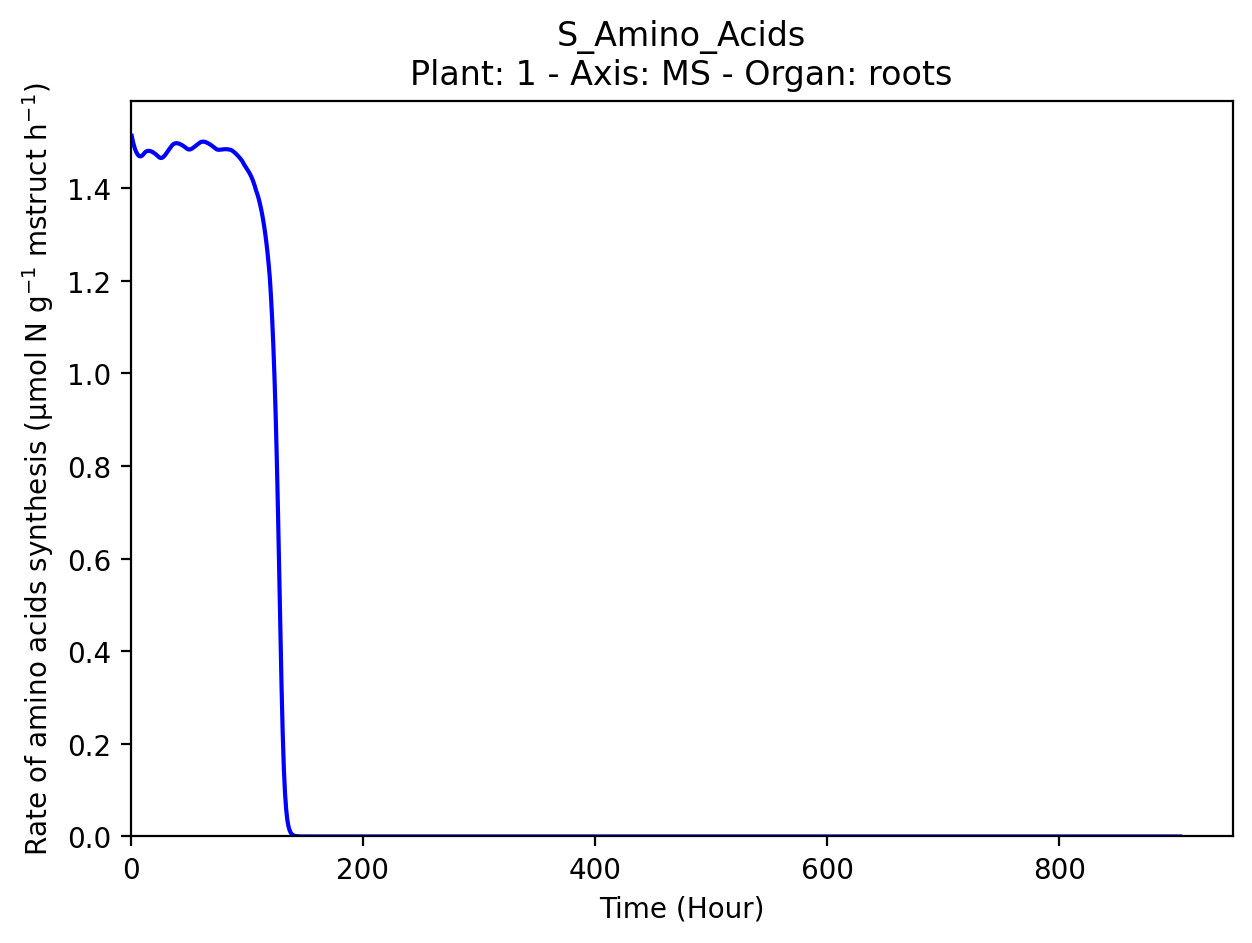 S_Amino_Acids
Plant: 1 - Axis: MS - Organ: roots
Rate of amino acids synthesis (µmol N g⁻¹ mstruct h⁻¹)
1.4
1.2
1.0
0.8
0.6
0.4
0.2
0.0
0 200 400 600 800
Time (Hour)